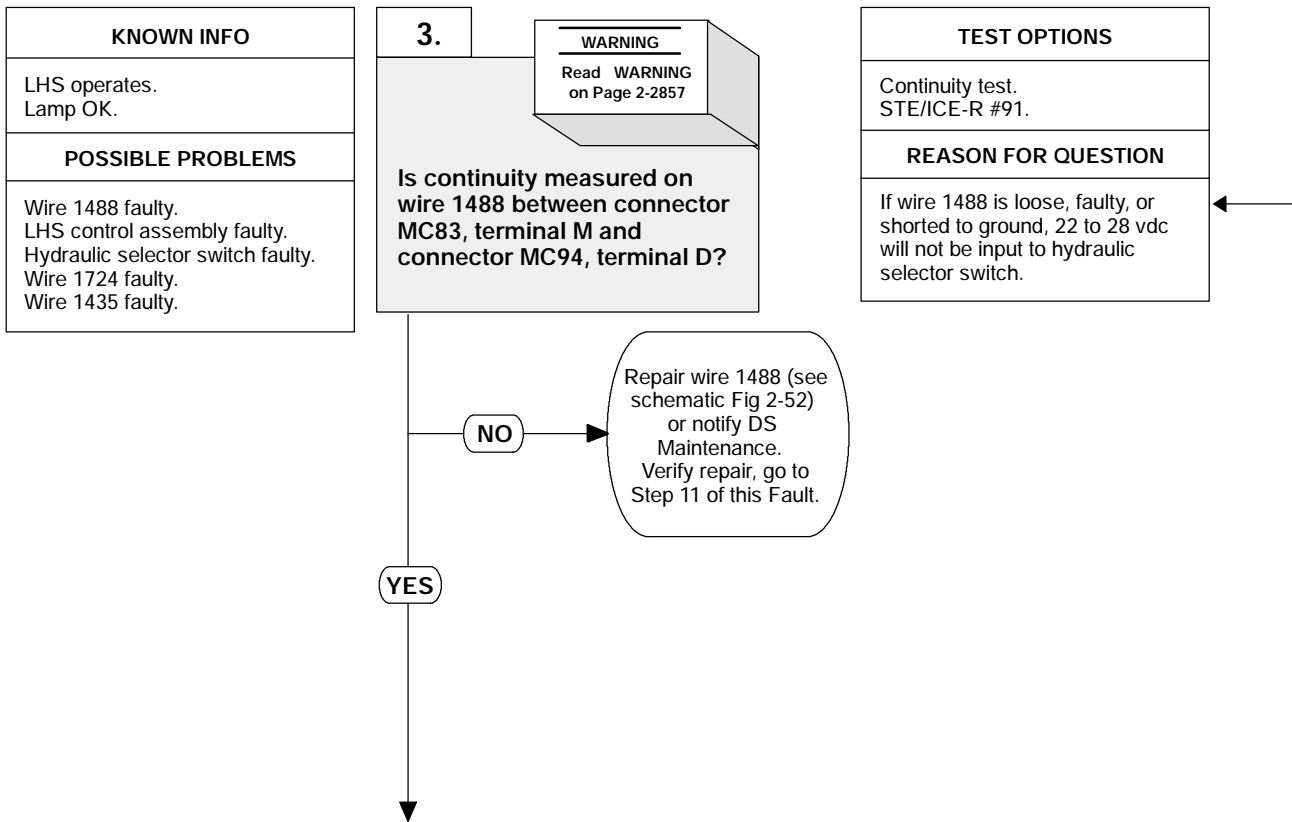 KNOWN INFO
LHS operates.
Lamp OK.
POSSIBLE PROBLEMS
Wire 1488 faulty.
LHS control assembly faulty.
Hydraulic selector switch faulty.
Wire 1724 faulty.
Wire 1435 faulty.
3.
WARNING
Read WARNING
on Page 2-2857
Is continuity measured on
wire 1488 between connector
MC83, terminal M and
connector MC94, terminal D?
TEST OPTIONS
Continuity test.
STE/ICE-R #91.
REASON FOR QUESTION
If wire 1488 is loose, faulty, or
shorted to ground, 22 to 28 vdc
will not be input to hydraulic
selector switch.
NO
Repair wire 1488 (see
schematic Fig 2-52)
or notify DS
Maintenance.
Verify repair, go to
Step 11 of this Fault.
YES